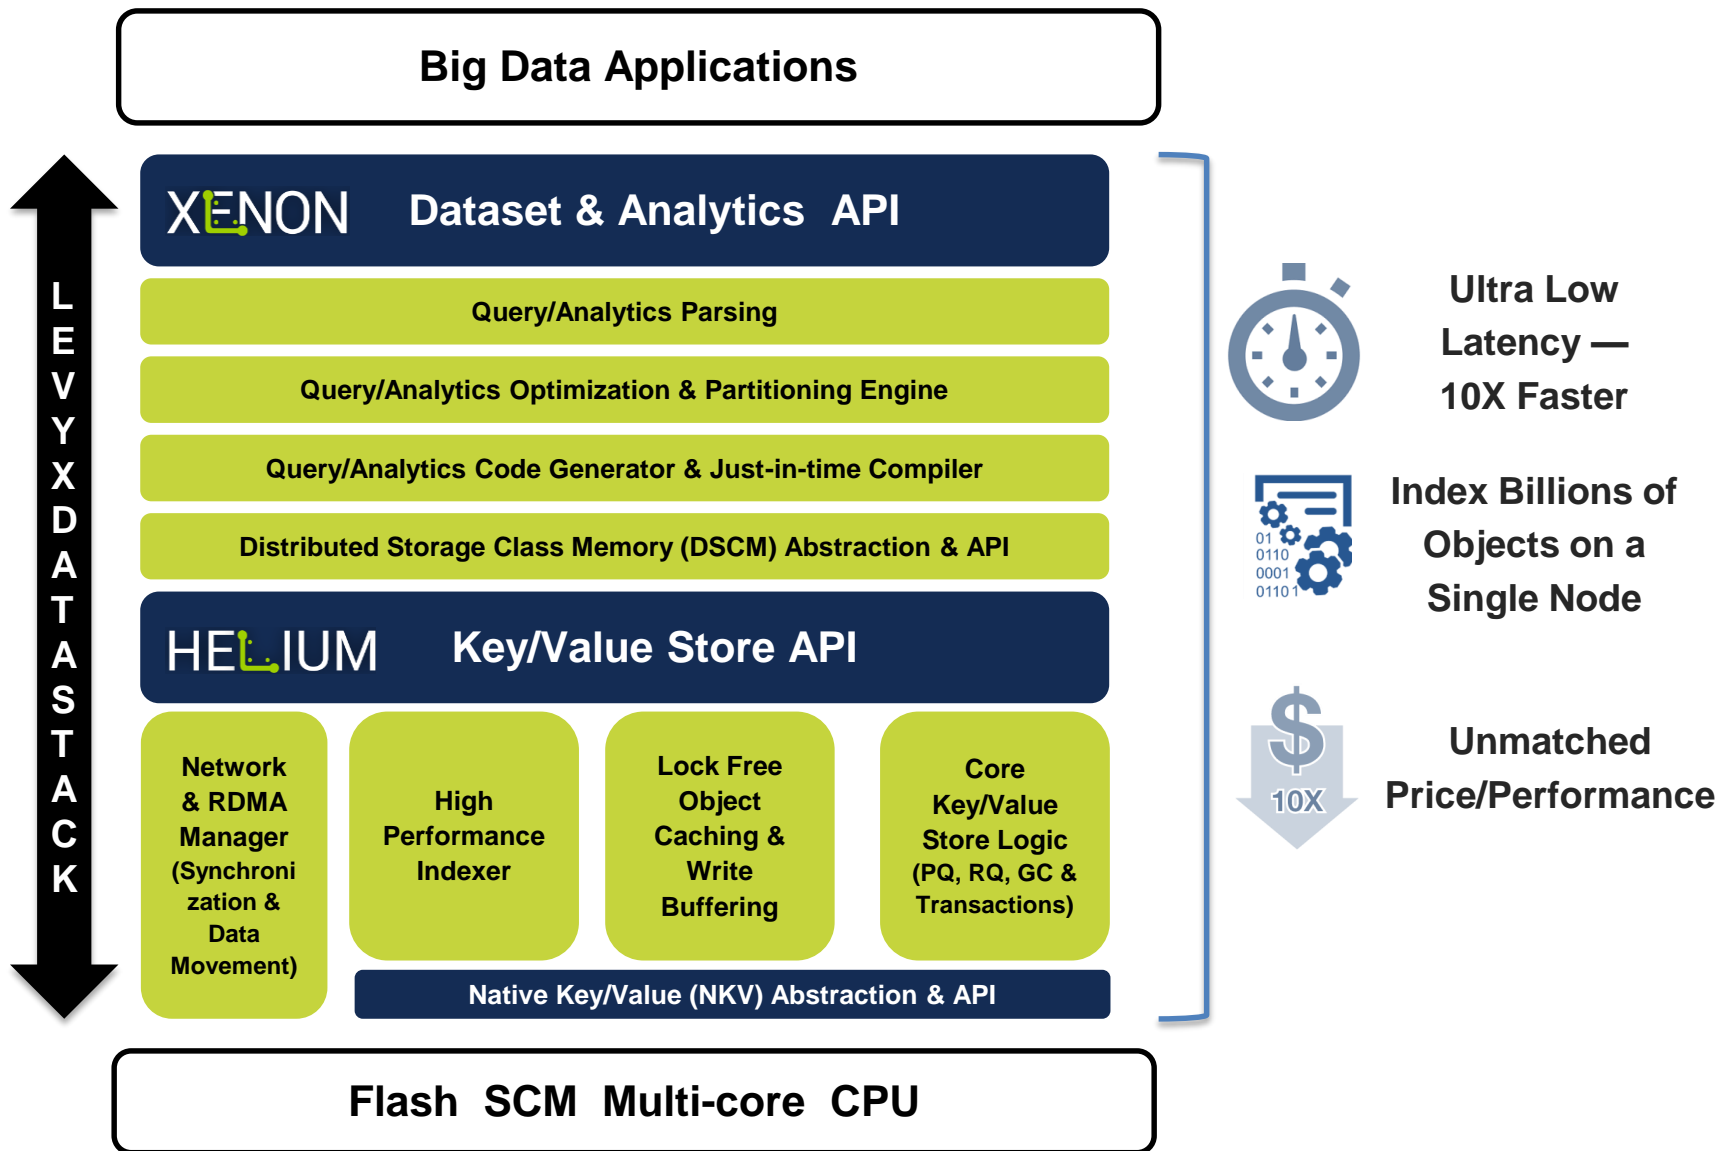 Big Data Applications
LEVYXDATASTACK
XENON Dataset & Analytics API
Query/Analytics Parsing
Query/Analytics Optimization & Partitioning Engine
Query/Analytics Code Generator & Just-in-time Compiler
Distributed Storage Class Memory (DSCM) Abstraction & API
HELIUM Key/Value Store API
Network
& RDMA
Manager
(Synchroni
zation &
Data
Movement)
High
Performance
Indexer
Lock Free
Object
Caching &
Write
Buffering
Core
Key/Value
Store Logic
(PQ, RQ, GC &
Transactions)
Native Key/Value (NKV) Abstraction & API
Flash SCM Multi-core CPU
Ultra Low
Latency —
10X Faster
01
0110
0001
01101
Index Billions of
Objects on a
Single Node
$
10X
Unmatched
Price/Performance